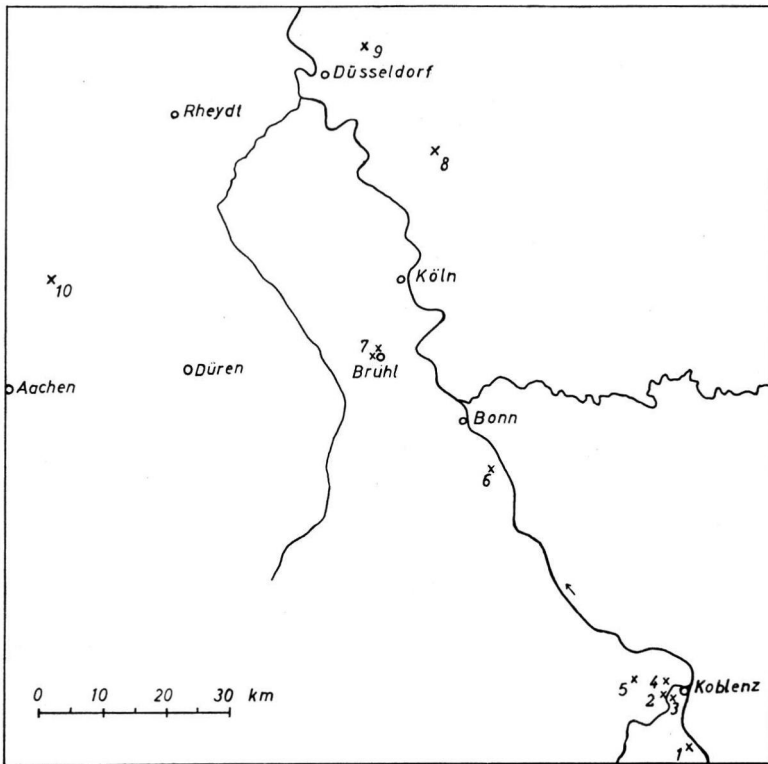 9
Düsseldorf
Rheydt
8
Köln
10
7
Brühl
Düren
Aachen
Bonn
6
0 10 20 30 km
5
4
2
3
Koblenz
1